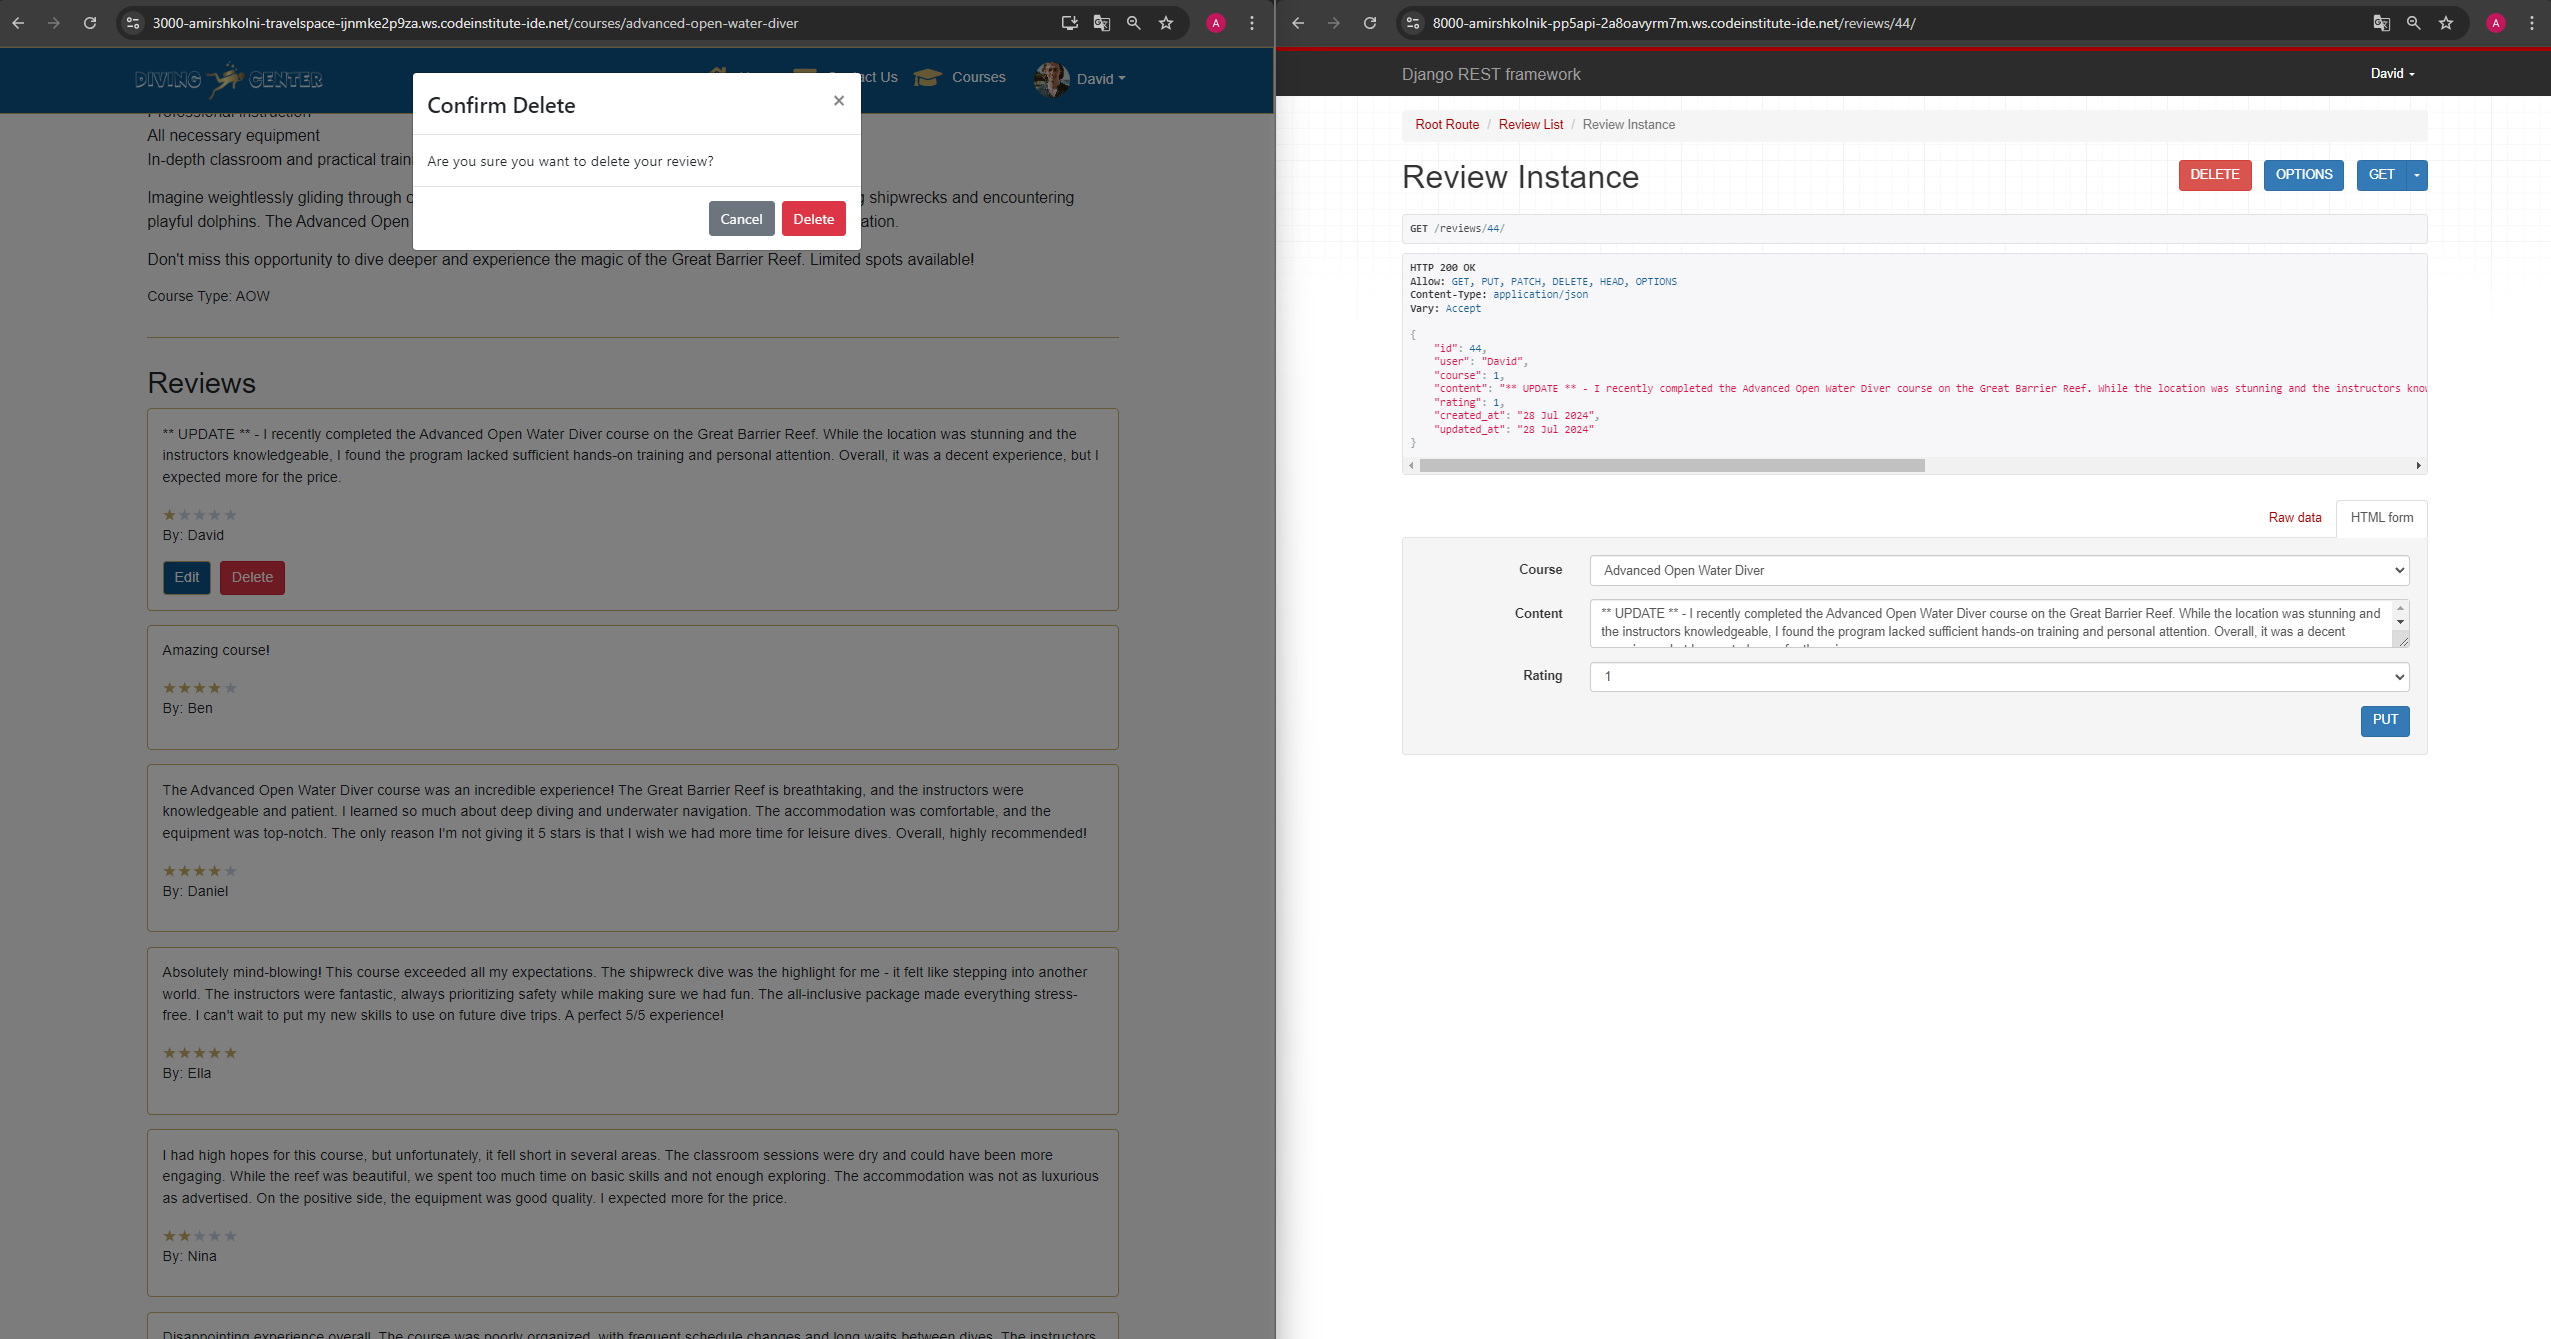 3000-amirshkolni-travelspace-ijnmke2p9za.ws.codeinstitute-ide.net/courses/advanced-open-water-diver
A
DIVING CENTER
ct Us
Courses
David
Confirm Delete
×
Are you sure you want to delete your review?
Cancel
Delete
Professional instruction
All necessary equipment
In-depth classroom and practical train
Imagine weightlessly gliding through
shipwrecks and encountering
playful dolphins. The Advanced Open
ation.
Don't miss this opportunity to dive deeper and experience the magic of the Great Barrier Reef. Limited spots available!
Course Type: AOW
Reviews
** UPDATE ** - I recently completed the Advanced Open Water Diver course on the Great Barrier Reef. While the location was stunning and the
instructors knowledgeable, I found the program lacked sufficient hands-on training and personal attention. Overall, it was a decent experience, but I
expected more for the price.
By: David
Edit
Delete
Amazing course!
By: Ben
The Advanced Open Water Diver course was an incredible experience! The Great Barrier Reef is breathtaking, and the instructors were
knowledgeable and patient. I learned so much about deep diving and underwater navigation. The accommodation was comfortable, and the
equipment was top-notch. The only reason I'm not giving it 5 stars is that I wish we had more time for leisure dives. Overall, highly recommended!
By: Daniel
Absolutely mind-blowing! This course exceeded all my expectations. The shipwreck dive was the highlight for me - it felt like stepping into another
world. The instructors were fantastic, always prioritizing safety while making sure we had fun. The all-inclusive package made everything stress-
free. I can't wait to put my new skills to use on future dive trips. A perfect 5/5 experience!
By: Ella
I had high hopes for this course, but unfortunately, it fell short in several areas. The classroom sessions were dry and could have been more
engaging. While the reef was beautiful, we spent too much time on basic skills and not enough exploring. The accommodation was not as luxurious
as advertised. On the positive side, the equipment was good quality. I expected more for the price.
By: Nina
Disappointing experience overall. The course was poorly organized, with frequent schedule changes and long waits between dives. The instructors
8000-amirshkolnik-pp5api-2a8oavyrm7m.ws.codeinstitute-ide.net/reviews/44/
A
Django REST framework
David
Root Route / Review List / Review Instance
Review Instance
DELETE
OPTIONS
GET
GET /reviews/44/
HTTP 200 OK
Allow: GET, PUT, PATCH, DELETE, HEAD, OPTIONS
Content-Type: application/json
Vary: Accept
{
"id": 44,
"user": "David",
"course": 1,
"content": "** UPDATE ** - I recently completed the Advanced Open Water Diver course on the Great Barrier Reef. While the location was stunning and the instructors know
"rating": 1,
"created_at": "28 Jul 2024",
"updated_at": "28 Jul 2024"
}
Raw data
HTML form
Course
Advanced Open Water Diver
Content
** UPDATE ** - I recently completed the Advanced Open Water Diver course on the Great Barrier Reef. While the location was stunning and
the instructors knowledgeable, I found the program lacked sufficient hands-on training and personal attention. Overall, it was a decent
Rating
1
PUT